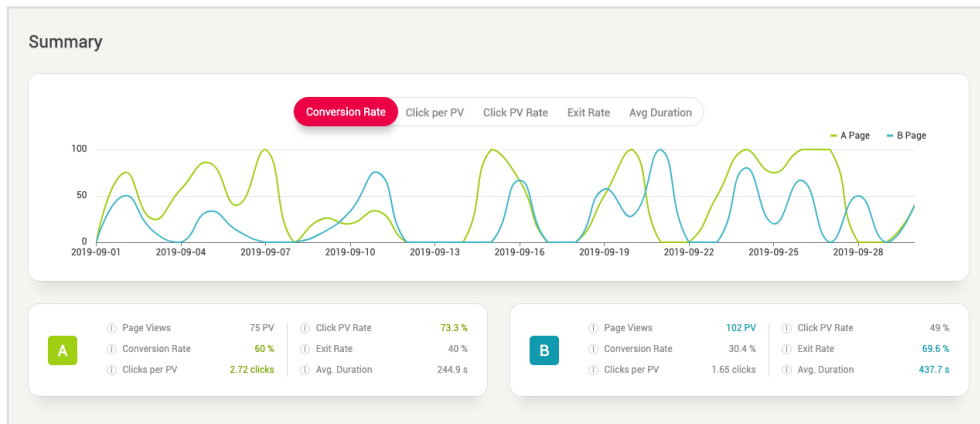 Summary
Conversion Rate Click per PV Click PV Rate Exit Rate Avg Duration
A Page B Page
100
50
0
2019-09-01 2019-09-04 2019-09-07 2019-09-10 2019-09-13 2019-09-16 2019-09-19 2019-09-22 2019-09-25 2019-09-28
A
Page Views 75 PV
Conversion Rate 60 %
Clicks per PV 2.72 clicks
Click PV Rate 73.3 %
Exit Rate 40 %
Avg. Duration 244.9 s
B
Page Views 102 PV
Conversion Rate 30.4 %
Clicks per PV 1.65 clicks
Click PV Rate 49 %
Exit Rate 69.6 %
Avg. Duration 437.7 s